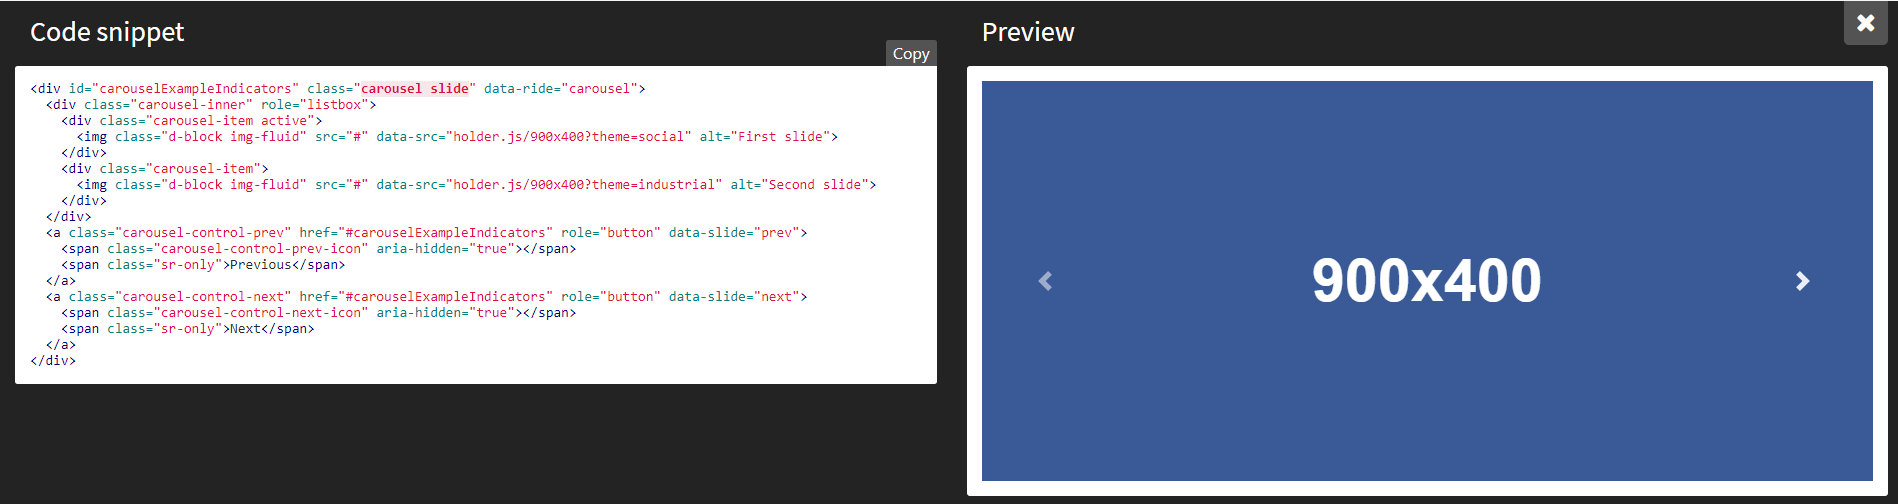 Code snippet
Copy
<div id="carouselExampleIndicators" class="carousel slide" data-ride="carousel">
  <div class="carousel-inner" role="listbox">
    <div class="carousel-item active">
      <img class="d-block img-fluid" src="#" data-src="holder.js/900x400?theme=social" alt="First slide">
    </div>
    <div class="carousel-item">
      <img class="d-block img-fluid" src="#" data-src="holder.js/900x400?theme=industrial" alt="Second slide">
    </div>
  </div>
  <a class="carousel-control-prev" href="#carouselExampleIndicators" role="button" data-slide="prev">
    <span class="carousel-control-prev-icon" aria-hidden="true"></span>
    <span class="sr-only">Previous</span>
  </a>
  <a class="carousel-control-next" href="#carouselExampleIndicators" role="button" data-slide="next">
    <span class="carousel-control-next-icon" aria-hidden="true"></span>
    <span class="sr-only">Next</span>
  </a>
</div>
Preview
900x400